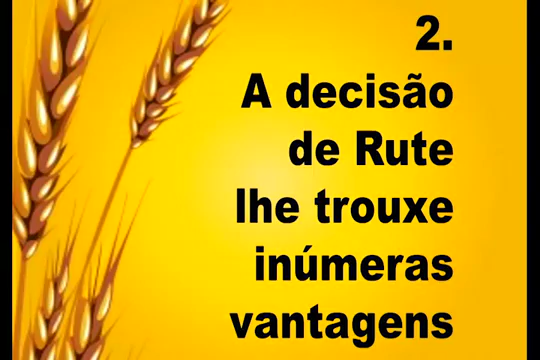 2.
A decisão
de Rute
lhe trouxe
inúmeras
vantagens